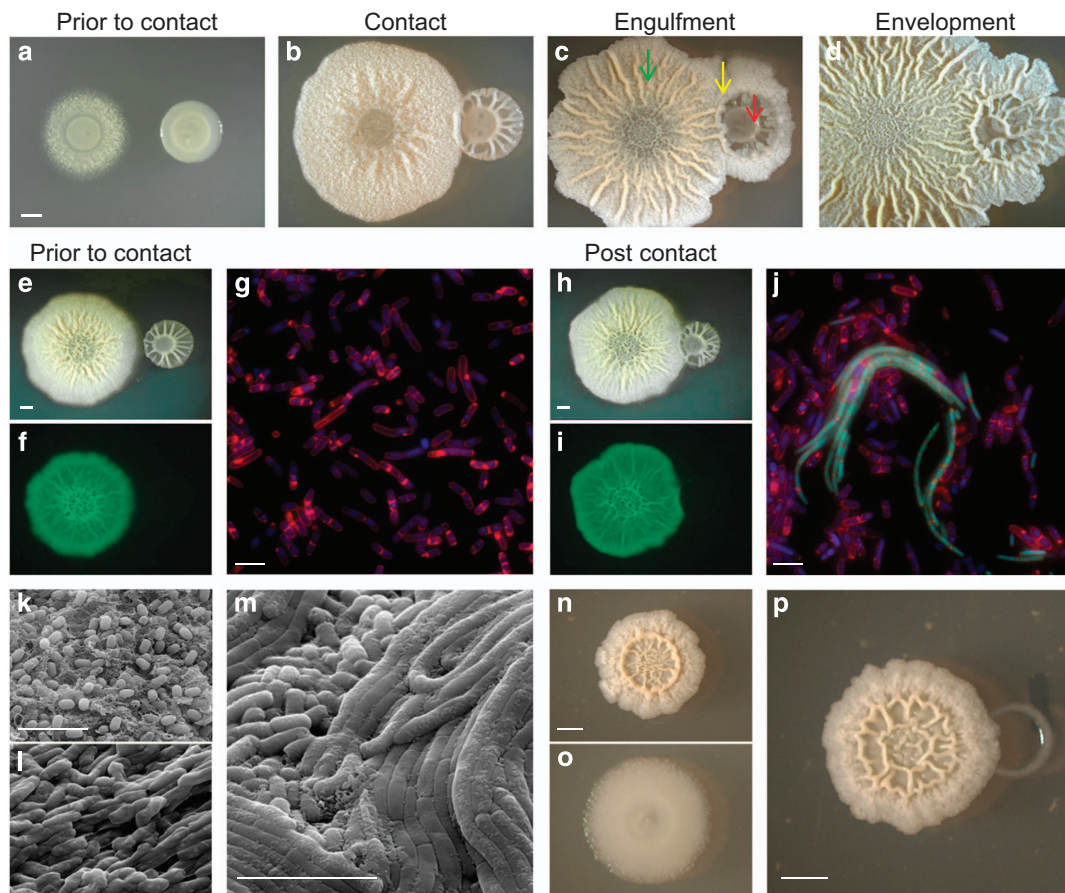 Prior to contact Contact Engulfment Envelopment
a b c d
Prior to contact Post contact
e g h j
f i
k m n p
l o